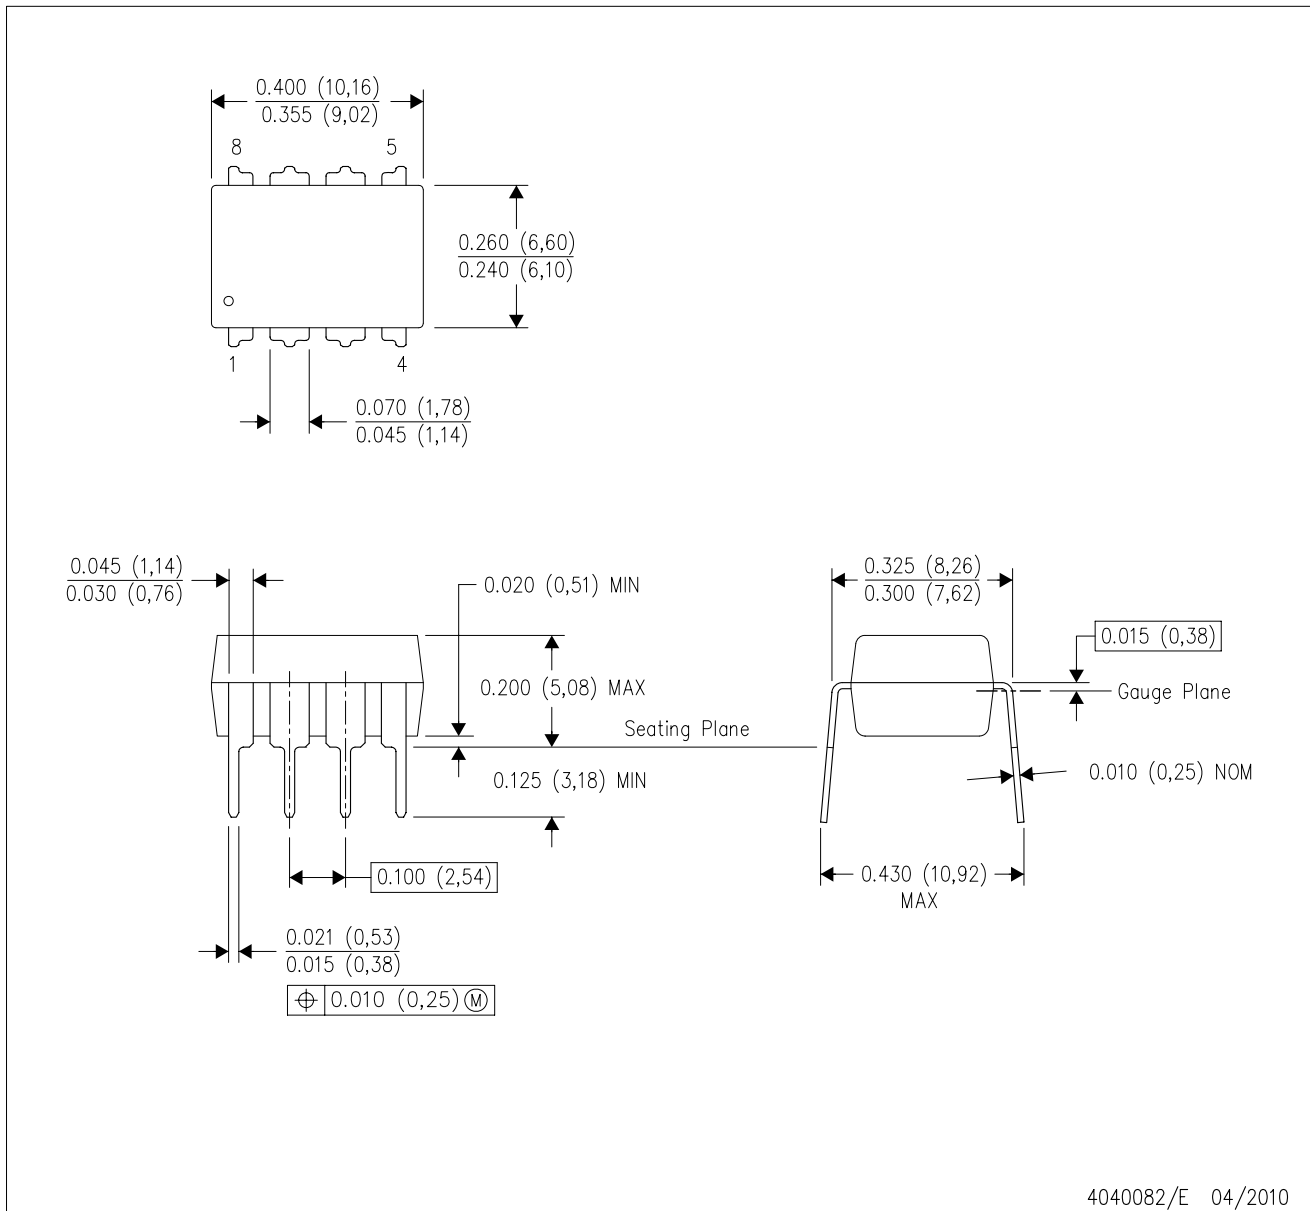 0.400 (10,16)
0.355 (9,02)
8
5
0.260 (6,60)
0.240 (6,10)
1
4
0.070 (1,78)
0.045 (1,14)
0.045 (1,14)
0.030 (0,76)
0.020 (0,51) MIN
0.200 (5,08) MAX
Seating Plane
0.125 (3,18) MIN
0.100 (2,54)
0.021 (0,53)
0.015 (0,38)
⌖ 0.010 (0,25) Ⓜ
0.325 (8,26)
0.300 (7,62)
0.015 (0,38)
Gauge Plane
0.010 (0,25) NOM
0.430 (10,92)
MAX
4040082/E 04/2010